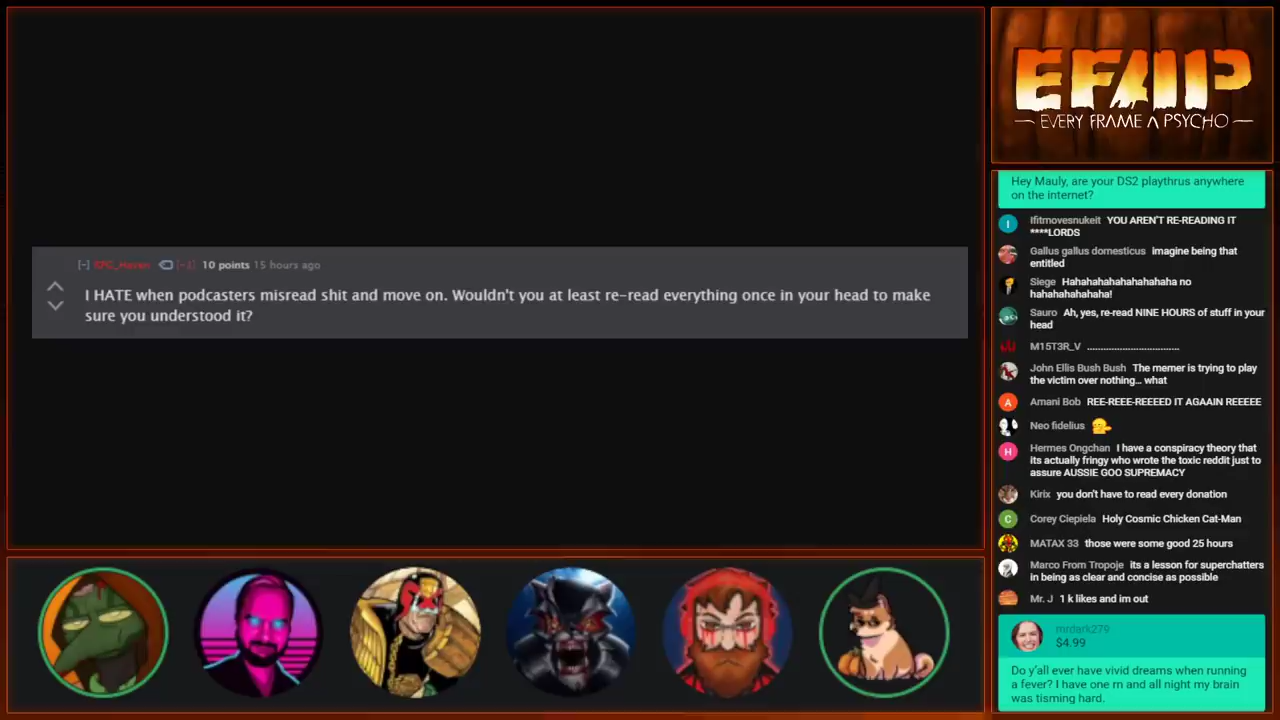 [-] SPG_Haven [-1] 10 points 15 hours ago
I HATE when podcasters misread shit and move on. Wouldn't you at least re-read everything once in your head to make
sure you understood it?
EFAP
EVERY FRAME A PSYCHO
Hey Mauly, are your DS2 playthrus anywhere
on the internet?
I
Ifitmovesnukeit YOU AREN'T RE-READING IT
****LORDS
Gallus gallus domesticus imagine being that
entitled
Siege Hahahahahahahahahaha no
hahahahahahaha!
Sauro Ah, yes, re-read NINE HOURS of stuff in your
head
M15T3R_V ..................................
John Ellis Bush Bush The memer is trying to play
the victim over nothing... what
A
Amani Bob REE-REEE-REEEED IT AGAAIN REEEEE
Neo fidelius
H
Hermes Ongchan I have a conspiracy theory that
its actually fringy who wrote the toxic reddit just to
assure AUSSIE GOO SUPREMACY
Kirix you don't have to read every donation
C
Corey Ciepiela Holy Cosmic Chicken Cat-Man
MATAX 33 those were some good 25 hours
Marco From Tropoje its a lesson for superchatters
in being as clear and concise as possible
Mr. J 1 k likes and im out
mrdark279
$4.99
Do y'all ever have vivid dreams when running
a fever? I have one rn and all night my brain
was tisming hard.